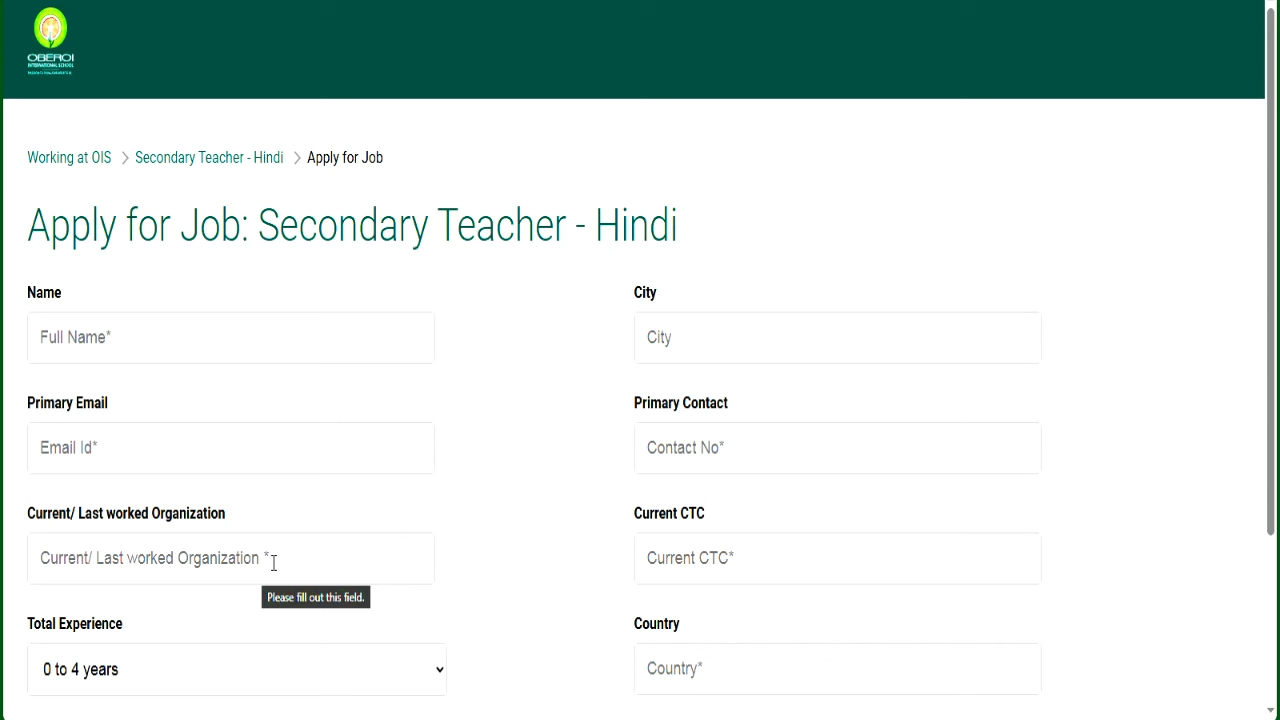 OBEROI
INTERNATIONAL SCHOOL
Working at OIS > Secondary Teacher - Hindi > Apply for Job
Apply for Job: Secondary Teacher - Hindi
Name City
Full Name* City
Primary Email Primary Contact
Email Id* Contact No*
Current/ Last worked Organization Current CTC
Current/ Last worked Organization * Current CTC*
Please fill out this field.
Total Experience Country
0 to 4 years Country*